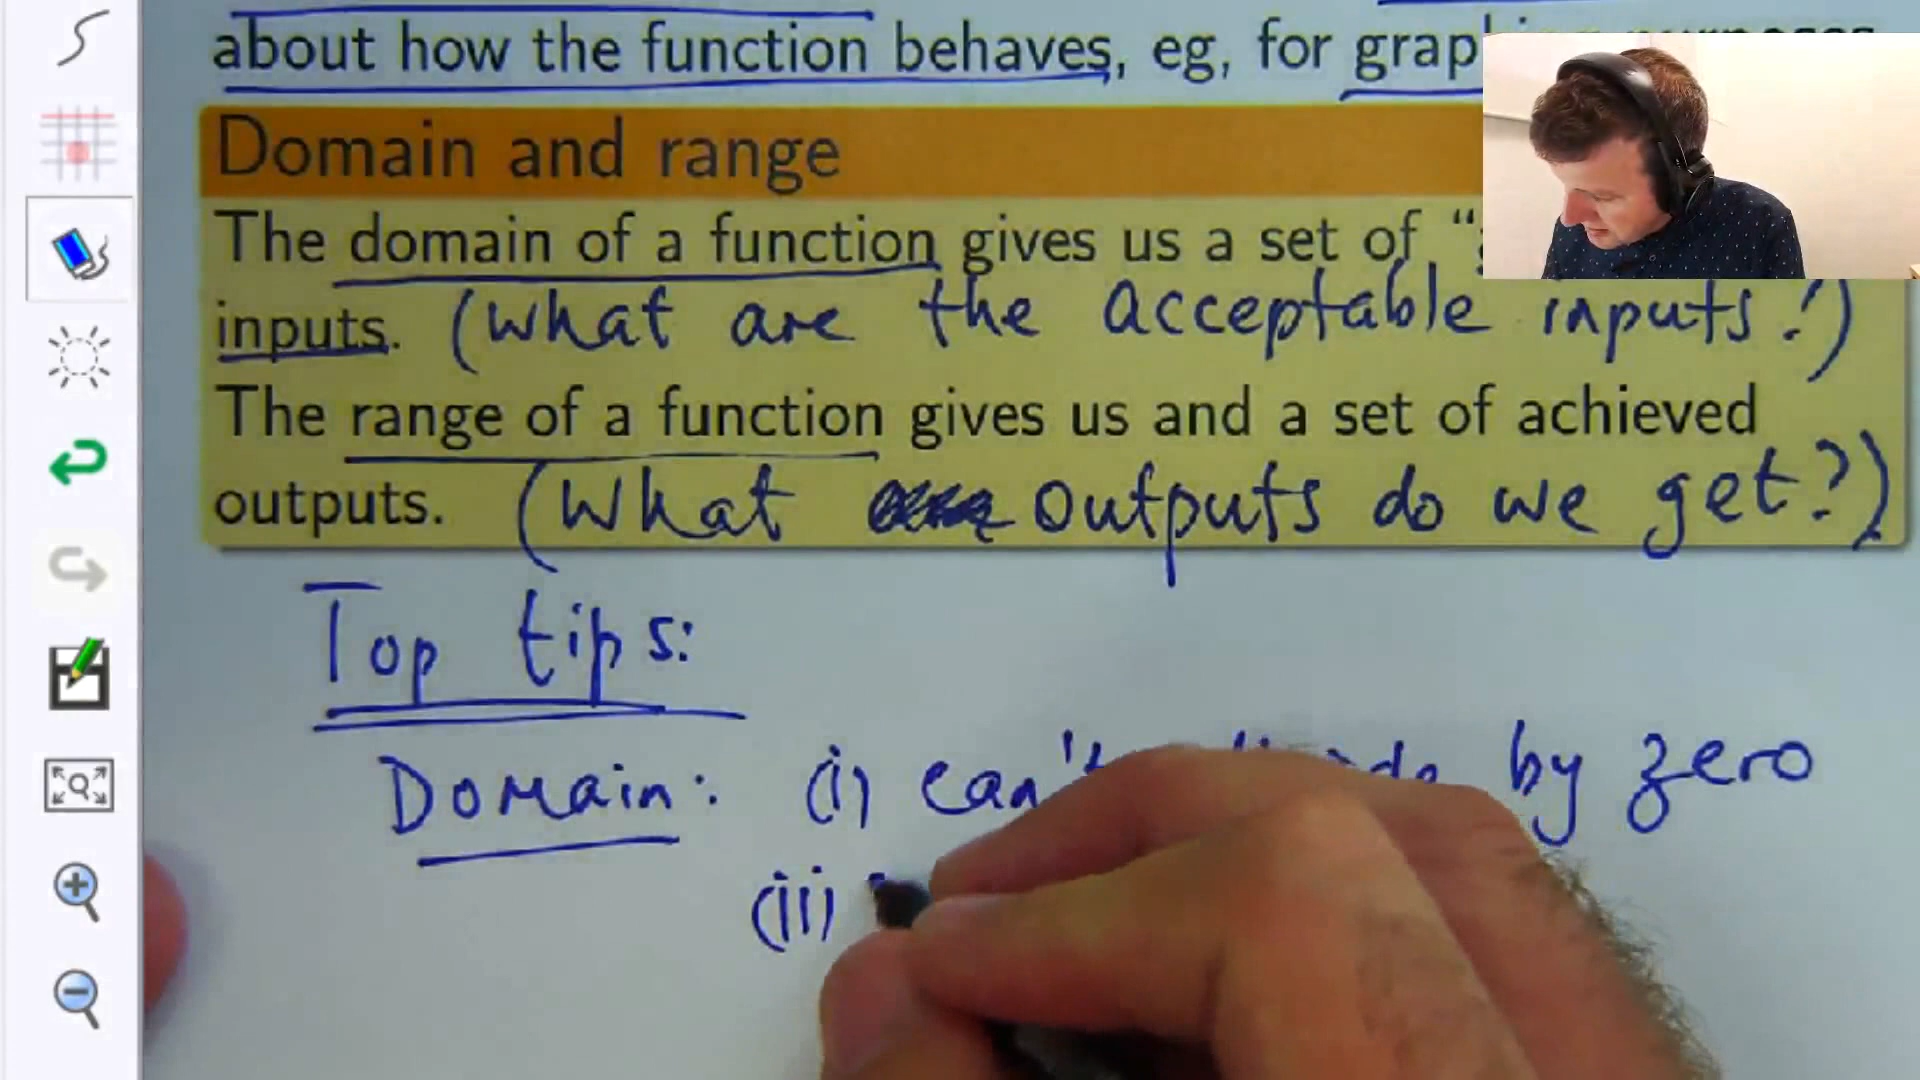 about how the function behaves, eg, for
Domain and range
The domain of a function gives us a set of
inputs. (What are the acceptable inputs?)
The range of a function gives us and a set of achieved
outputs. (What outputs do we get?)
Top tips:
Domain: (i) can't by zero
(ii)